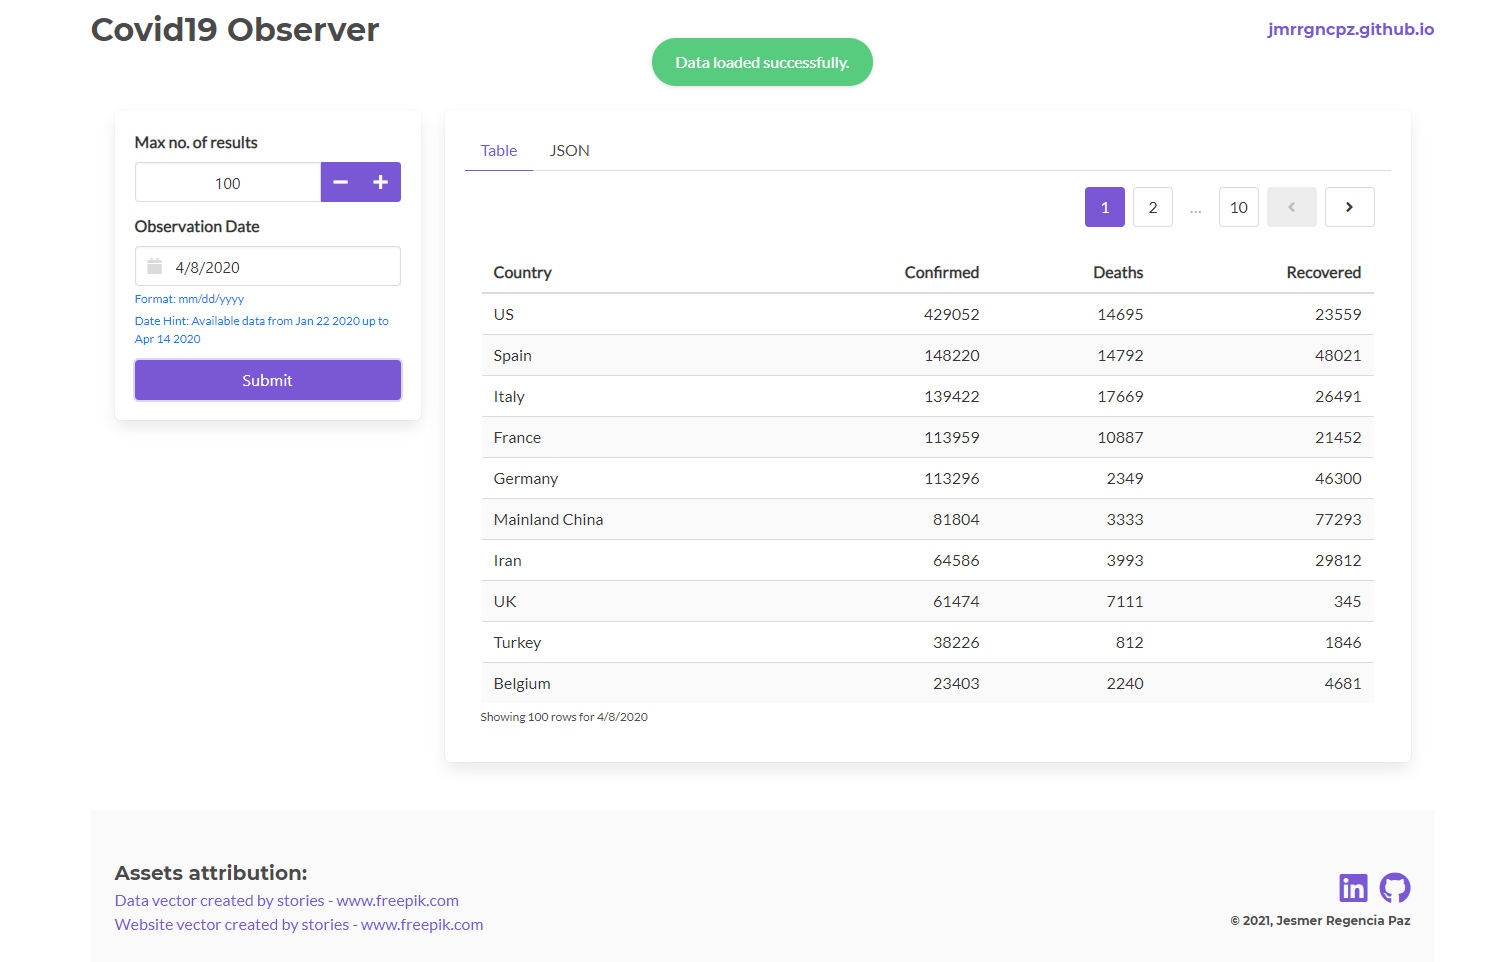 Covid19 Observer
jmrrgncpz.github.io
Data loaded successfully.
Max no. of results
100
Observation Date
4/8/2020
Format: mm/dd/yyyy
Date Hint: Available data from Jan 22 2020 up to
Apr 14 2020
Submit
Table JSON
1 2 ... 10
Country Confirmed Deaths Recovered
US 429052 14695 23559
Spain 148220 14792 48021
Italy 139422 17669 26491
France 113959 10887 21452
Germany 113296 2349 46300
Mainland China 81804 3333 77293
Iran 64586 3993 29812
UK 61474 7111 345
Turkey 38226 812 1846
Belgium 23403 2240 4681
Showing 100 rows for 4/8/2020
Assets attribution:
Data vector created by stories - www.freepik.com
Website vector created by stories - www.freepik.com
© 2021, Jesmer Regencia Paz